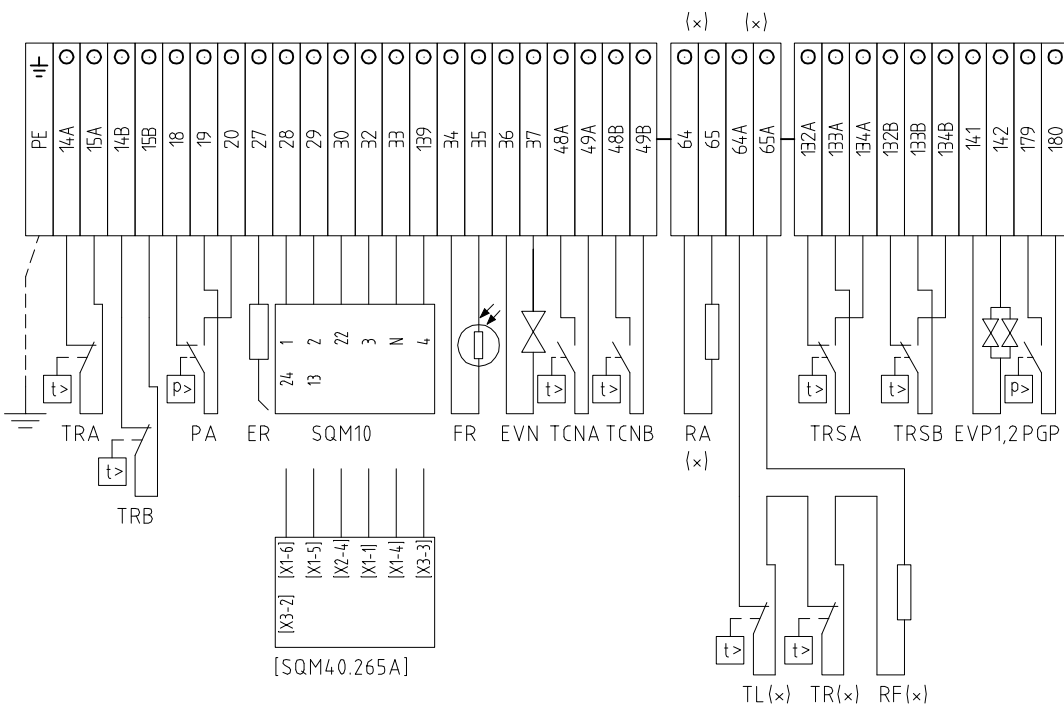 (×) (×)
PE 14A 15A 14B 15B 18 19 20 27 28 29 30 32 33 139 34 35 36 37 48A 49A 48B 49B 64 65 64A 65A 132A 133A 134A 132B 133B 134B 141 142 179 180
1 2 22 3 N 4
24 13
t> p> t> t> t> t> p>
TRA PA ER SQM10 FR EVN TCNA TCNB RA TRSA TRSB EVP1,2 PGP
(×)
t>
TRB
[X1-6] [X1-5] [X2-4] [X1-1] [X1-4] [X3-3]
[X3-2]
t> t>
[SQM40.265A]
TL(×) TR(×) RF(×)